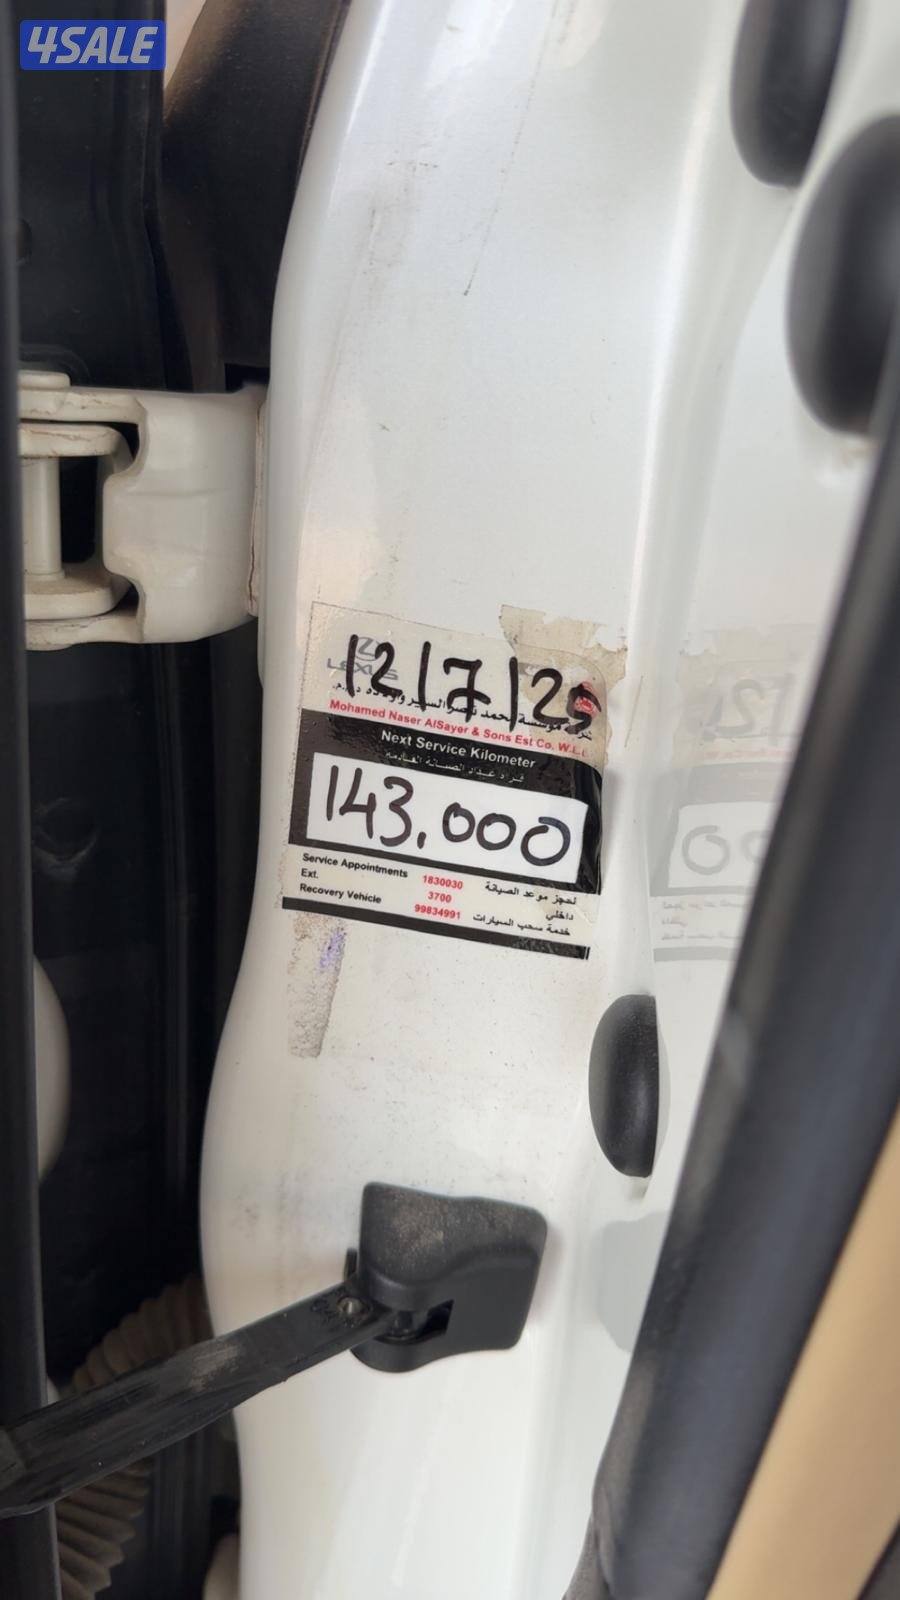 4SALE
LEXUS
12/7/25
Mohamed Naser AlSayer & Sons Est Co. W.L.L.
Next Service Kilometer
143,000
Service Appointments 1830030 لحجز موعد الصيانة
Ext. 3700 داخلي
Recovery Vehicle 99834991 خدمة سحب السيارات